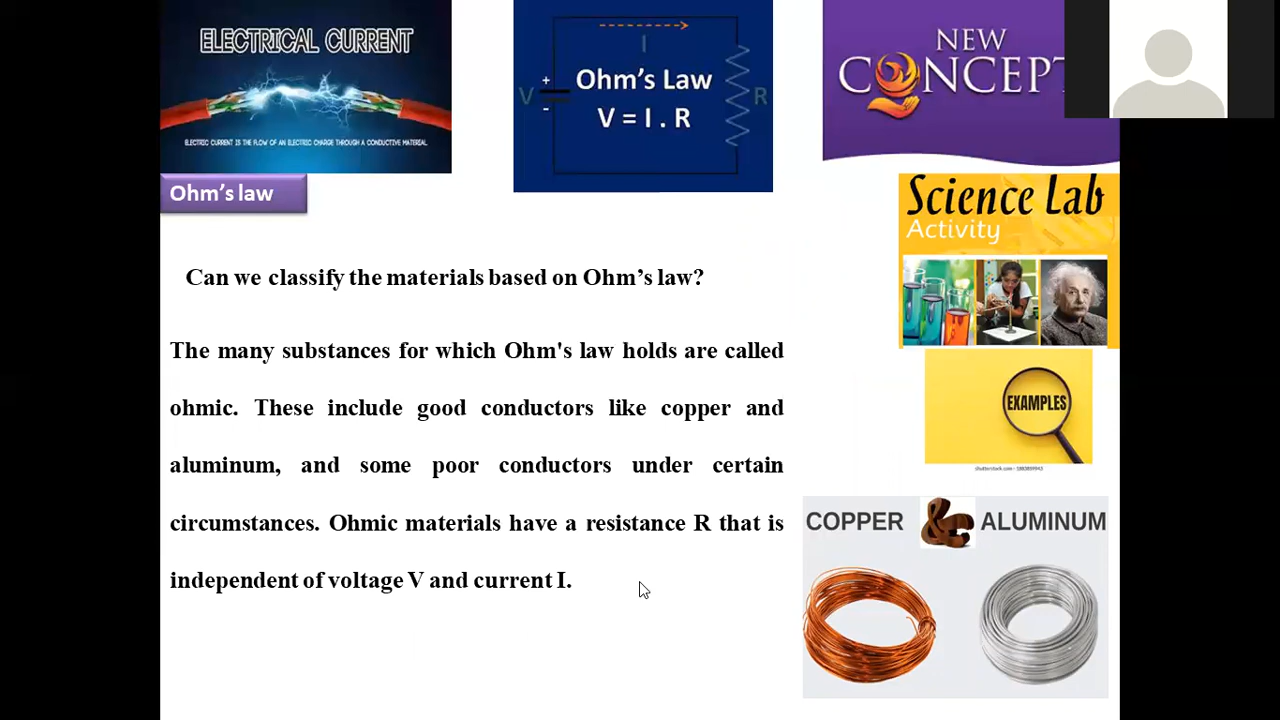 ELECTRICAL CURRENT
ELECTRIC CURRENT IS THE FLOW OF AN ELECTRIC CHARGE THROUGH A CONDUCTIVE MATERIAL.
I
Ohm's Law
V = I . R
V
+
-
R
NEW
CONCEPT
Ohm's law
Science Lab
Activity
Can we classify the materials based on Ohm's law?
The many substances for which Ohm's law holds are called
ohmic. These include good conductors like copper and
aluminum, and some poor conductors under certain
circumstances. Ohmic materials have a resistance R that is
independent of voltage V and current I.
EXAMPLES
COPPER & ALUMINUM